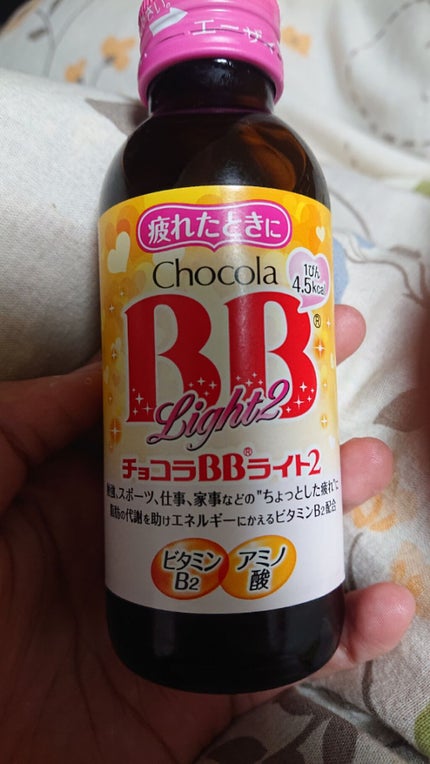 さい。
エーザイ
疲れたときに
Chocola
1びん
4.5kcal
BB®
Light2
チョコラBB®ライト2
勉強、スポーツ、仕事、家事などの"ちょっとした疲れ"に
脂肪の代謝を助けエネルギーにかえるビタミンB2配合
ビタミン
B2
アミノ
酸